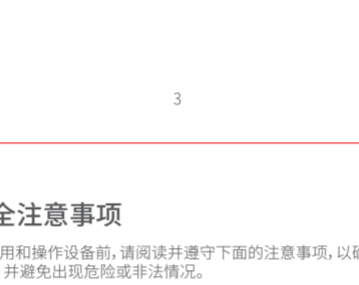 3
全注意事项
用和操作设备前，请阅读并遵守下面的注意事项，以确
并避免出现危险或非法情况。